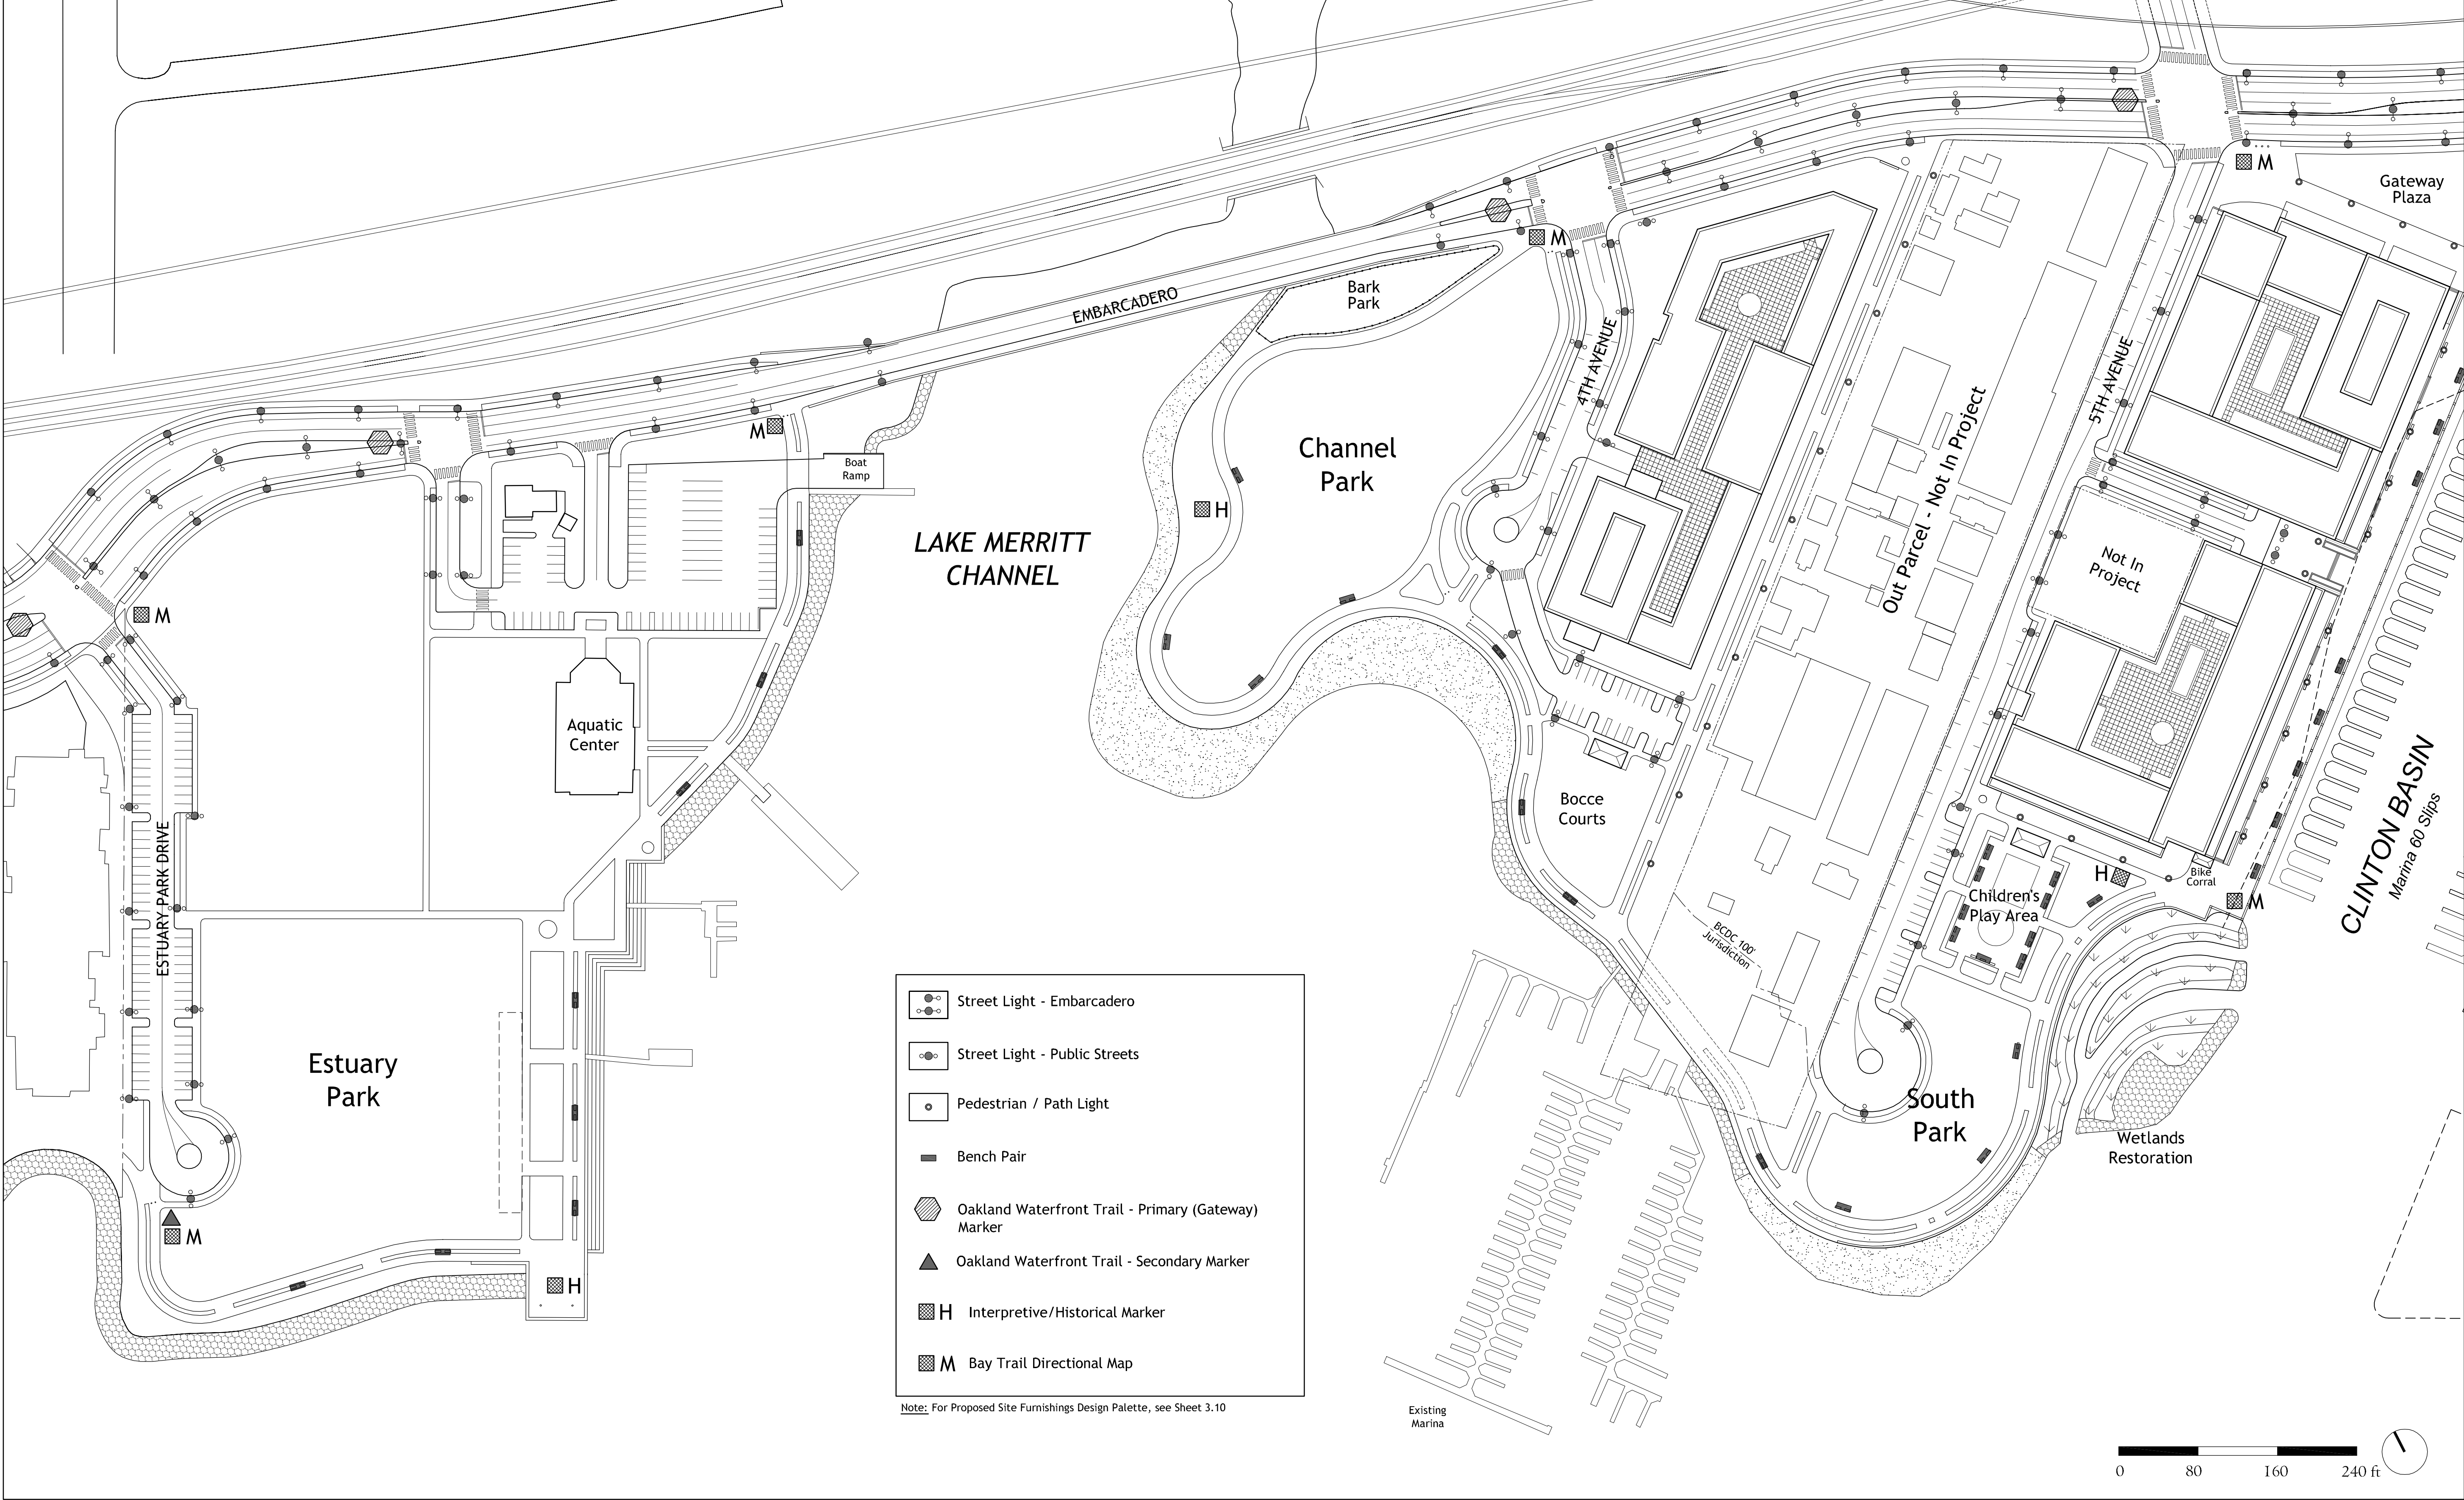 Gateway
Plaza
M
M
Bark
Park
EMBARCADERO
4TH AVENUE
5TH AVENUE
Out Parcel - Not In Project
Not In
Project
Channel
Park
H
M
Boat
Ramp
LAKE MERRITT
CHANNEL
M
Aquatic
Center
ESTUARY PARK DRIVE
Bocce
Courts
CLINTON BASIN
Marina 60 Slips
H
Bike
Corral
M
Children's
Play Area
BCDC 100'
Jurisdiction
Estuary
Park
South
Park
Wetlands
Restoration
M
H
Street Light - Embarcadero
Street Light - Public Streets
Pedestrian / Path Light
Bench Pair
Oakland Waterfront Trail - Primary (Gateway)
Marker
Oakland Waterfront Trail - Secondary Marker
H Interpretive/Historical Marker
M Bay Trail Directional Map
Note: For Proposed Site Furnishings Design Palette, see Sheet 3.10
Existing
Marina
0 80 160 240 ft